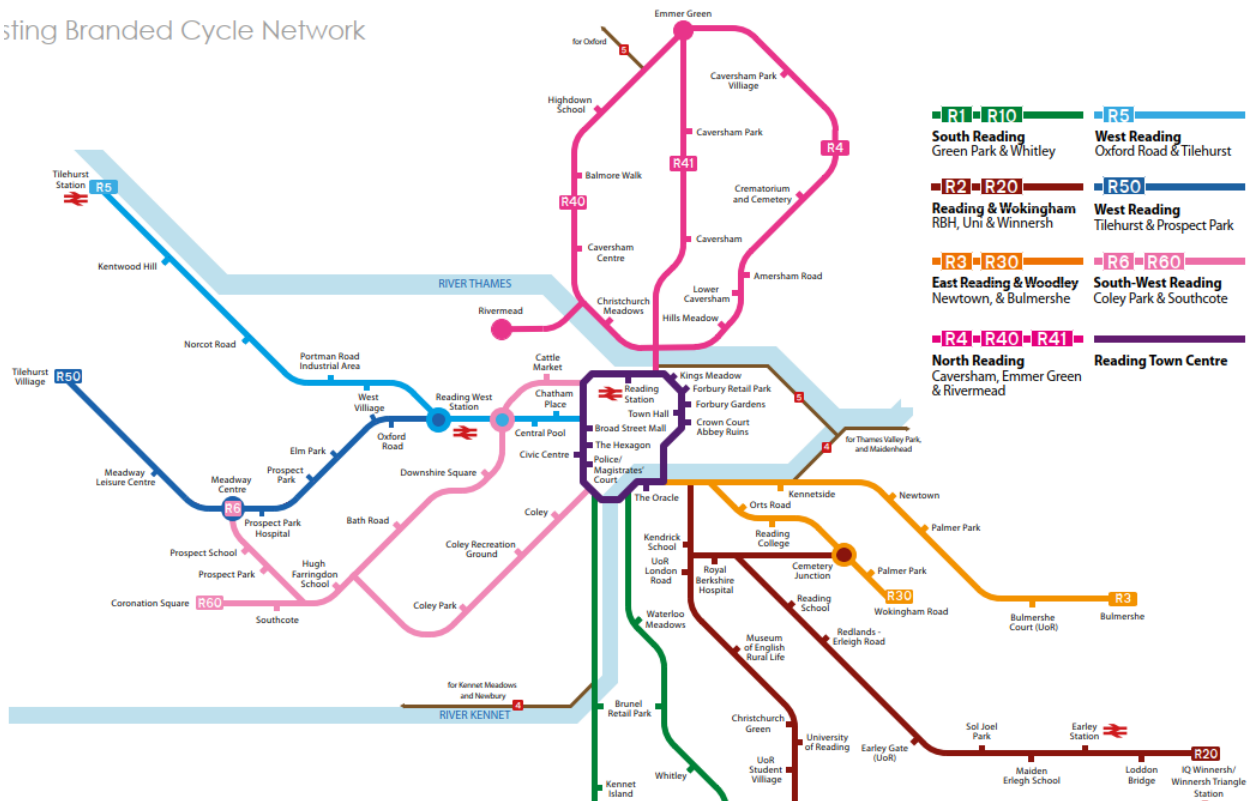 sting Branded Cycle Network
Emmer Green
for Oxford
5
Caversham Park
Villiage
Highdown
School
Caversham Park
R4
R41
Balmore Walk
R40
Crematorium
and Cemetery
Caversham
Caversham
Centre
Amersham Road
Lower
Caversham
Christchurch
Meadows
Hills Meadow
Rivermead
RIVER THAMES
Tilehurst
Station
R5
Kentwood Hill
Norcot Road
Portman Road
Industrial Area
Cattle
Market
Tilehurst
Villiage
R50
West
Villiage
Reading West
Station
Chatham
Place
Oxford
Road
Central Pool
Elm Park
Prospect
Park
Meadway
Leisure Centre
Meadway
Centre
R6
Prospect Park
Hospital
Downshire Square
Bath Road
Prospect School
Prospect Park
Hugh
Farringdon
School
Coronation Square
R60
Southcote
Coley
Coley Recreation
Ground
Coley Park
Kings Meadow
Reading
Station
Forbury Retail Park
Town Hall
Forbury Gardens
Broad Street Mall
Crown Court
Abbey Ruins
The Hexagon
Civic Centre
Police/
Magistrates'
Court
The Oracle
5
4
for Thames Valley Park,
and Maidenhead
Kennetside
Newtown
Orts Road
Reading
College
Palmer Park
Kendrick
School
UoR
London
Road
Royal
Berkshire
Hospital
Cemetery
Junction
Palmer Park
R30
Wokingham Road
Bulmershe
Court (UoR)
R3
Bulmershe
Reading
School
Redlands -
Erleigh Road
Waterloo
Meadows
Museum
of English
Rural Life
for Kennet Meadows
and Newbury
4
RIVER KENNET
Brunel
Retail Park
Christchurch
Green
University
of Reading
Whitley
UoR
Student
Villiage
Kennet
Island
Earley Gate
(UoR)
Sol Joel
Park
Earley
Station
Maiden
Erlegh School
Loddon
Bridge
R20
IQ Winnersh/
Winnersh Triangle
Station
R1 R10
South Reading
Green Park & Whitley
R5
West Reading
Oxford Road & Tilehurst
R2 R20
Reading & Wokingham
RBH, Uni & Winnersh
R50
West Reading
Tilehurst & Prospect Park
R3 R30
East Reading & Woodley
Newtown, & Bulmershe
R6 R60
South-West Reading
Coley Park & Southcote
R4 R40 R41
North Reading
Caversham, Emmer Green
& Rivermead
Reading Town Centre